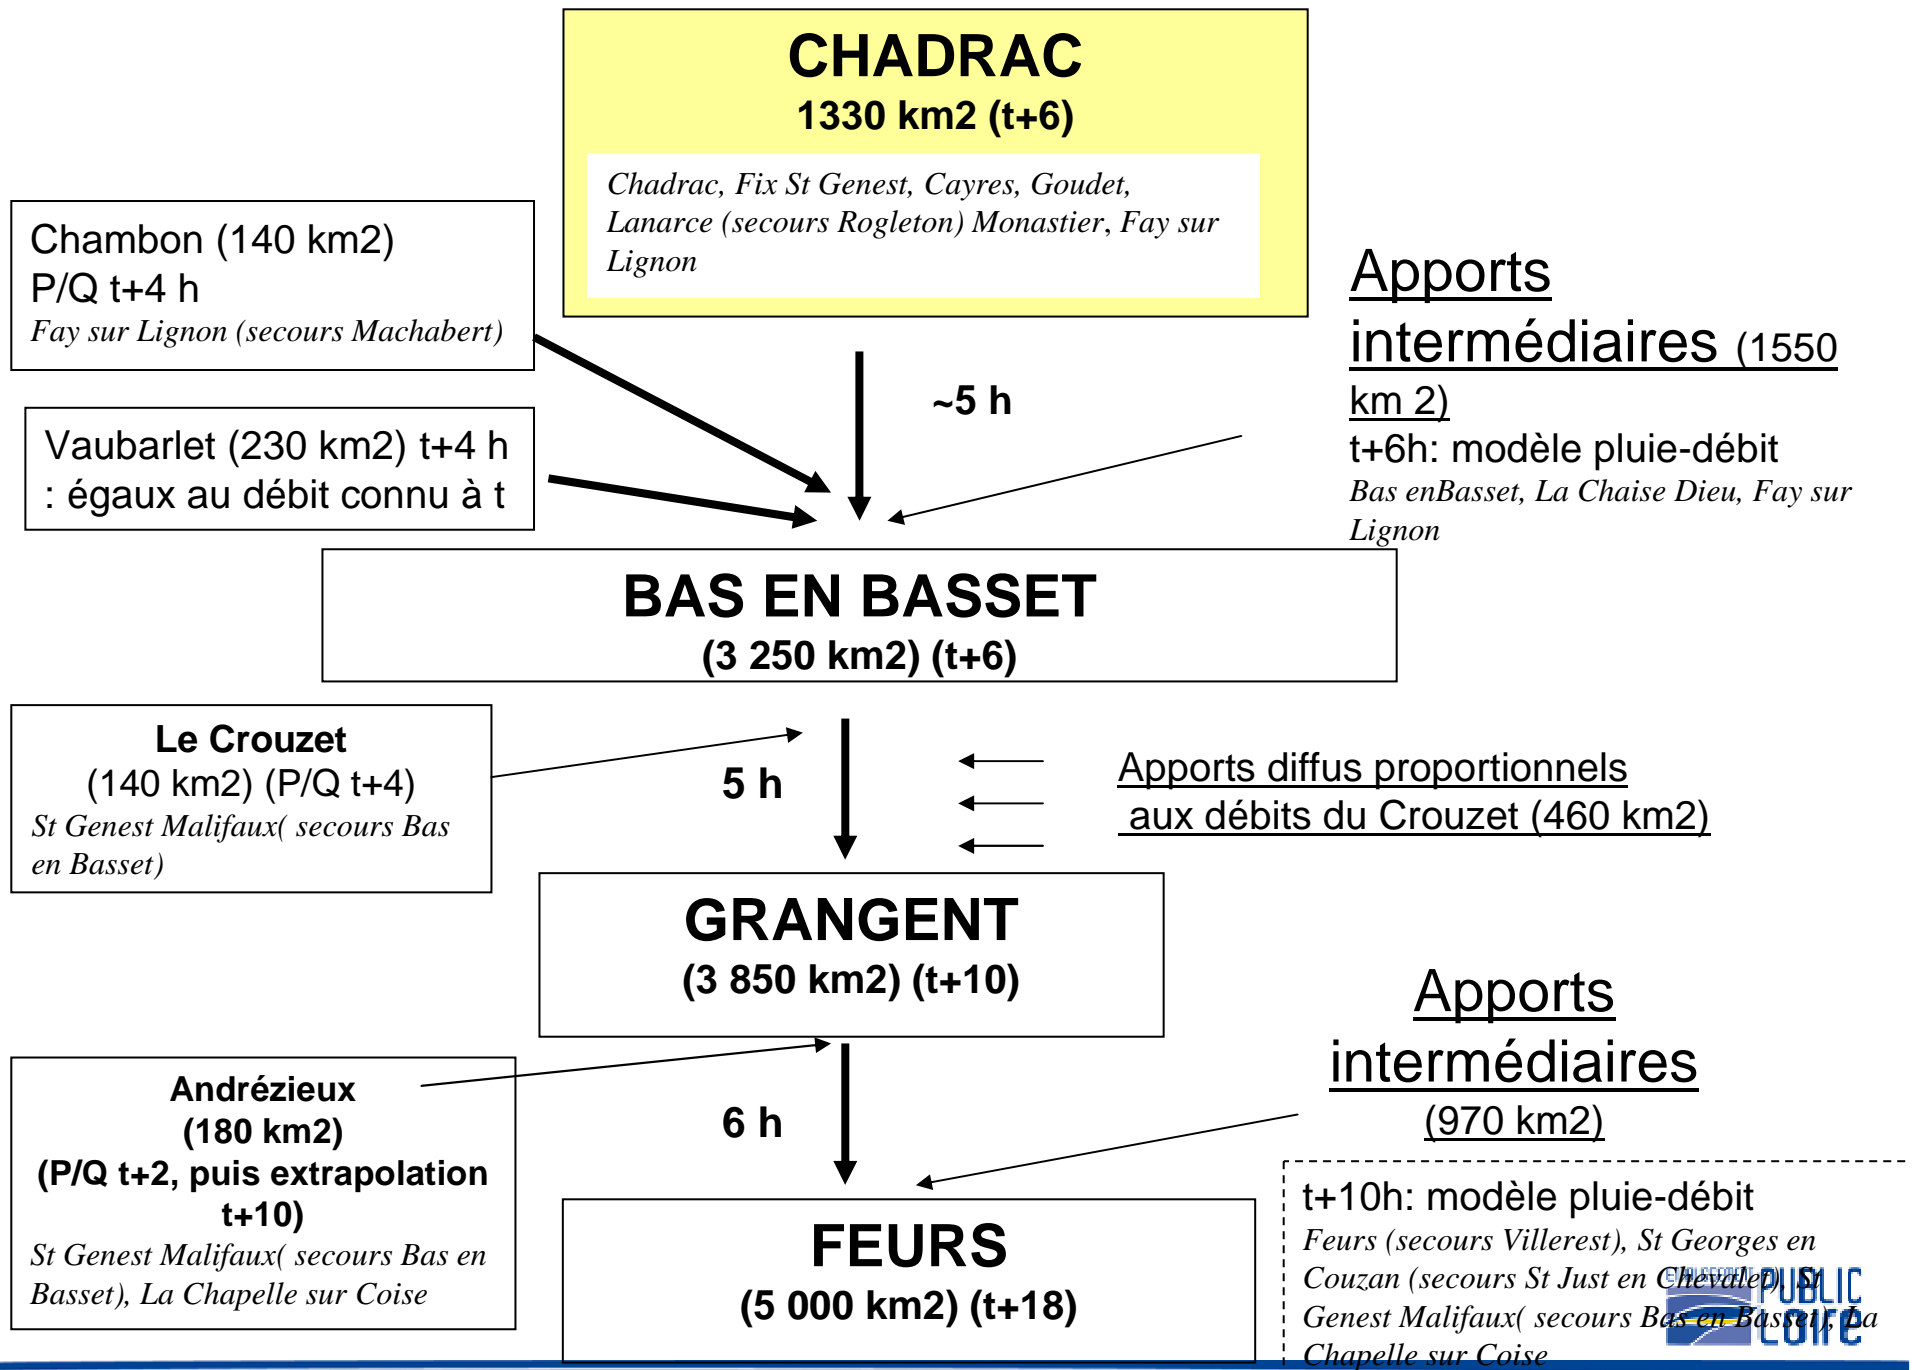 CHADRAC
1330 km2 (t+6)
Chadrac, Fix St Genest, Cayres, Goudet,
Lanarce (secours Rogleton) Monastier, Fay sur
Lignon
Chambon (140 km2)
P/Q t+4 h
Fay sur Lignon (secours Machabert)
Vaubarlet (230 km2) t+4 h
: égaux au débit connu à t
~5 h
Apports
intermédiaires (1550
km 2)
t+6h: modèle pluie-débit
Bas enBasset, La Chaise Dieu, Fay sur
Lignon
BAS EN BASSET
(3 250 km2) (t+6)
Le Crouzet
(140 km2) (P/Q t+4)
St Genest Malifaux( secours Bas
en Basset)
5 h
Apports diffus proportionnels
aux débits du Crouzet (460 km2)
GRANGENT
(3 850 km2) (t+10)
Andrézieux
(180 km2)
(P/Q t+2, puis extrapolation
t+10)
St Genest Malifaux( secours Bas en
Basset), La Chapelle sur Coise
6 h
Apports
intermédiaires
(970 km2)
FEURS
(5 000 km2) (t+18)
t+10h: modèle pluie-débit
Feurs (secours Villerest), St Georges en
Couzan (secours St Just en Chevalet), St
Genest Malifaux( secours Bas en Basset), La
Chapelle sur Coise
PUBLIC
LOIRE